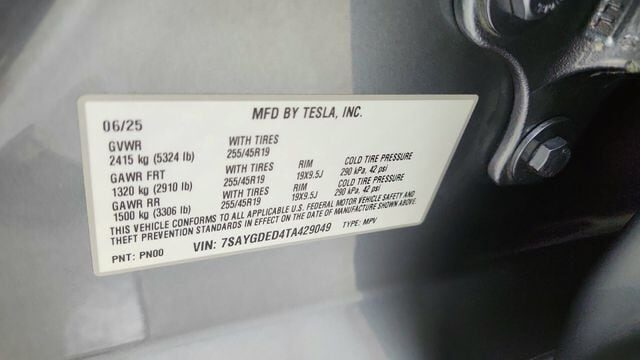 MFD BY TESLA, INC.
06/25
GVWR WITH TIRES
2415 kg (5324 lb) 255/45R19
GAWR FRT WITH TIRES RIM COLD TIRE PRESSURE
1320 kg (2910 lb) 255/45R19 19X9.5J 290 kPa, 42 psi
GAWR RR WITH TIRES RIM COLD TIRE PRESSURE
1500 kg (3306 lb) 255/45R19 19X9.5J 290 kPa, 42 psi
THIS VEHICLE CONFORMS TO ALL APPLICABLE U.S. FEDERAL MOTOR VEHICLE SAFETY AND
THEFT PREVENTION STANDARDS IN EFFECT ON THE DATE OF MANUFACTURE SHOWN ABOVE.
VIN: 7SAYGDED4TA429049 TYPE: MPV
PNT: PN00